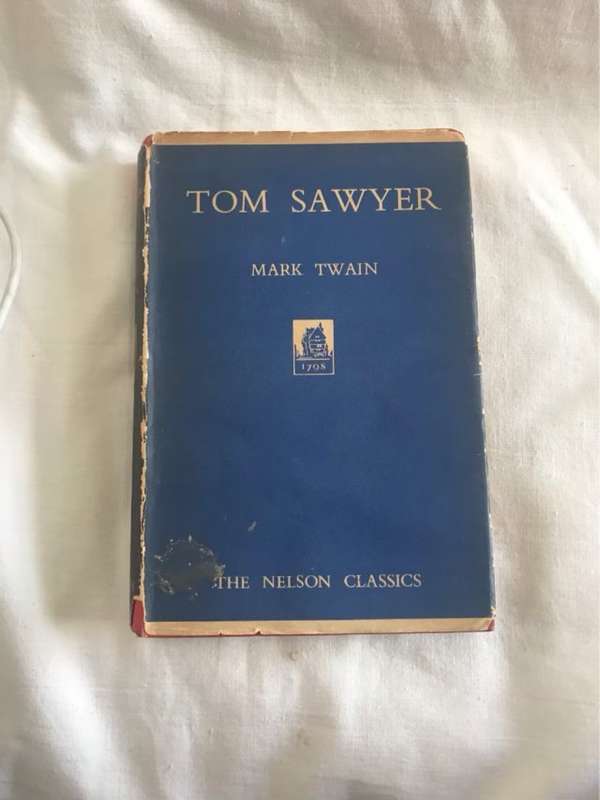 TOM SAWYER
MARK TWAIN
1798
THE NELSON CLASSICS